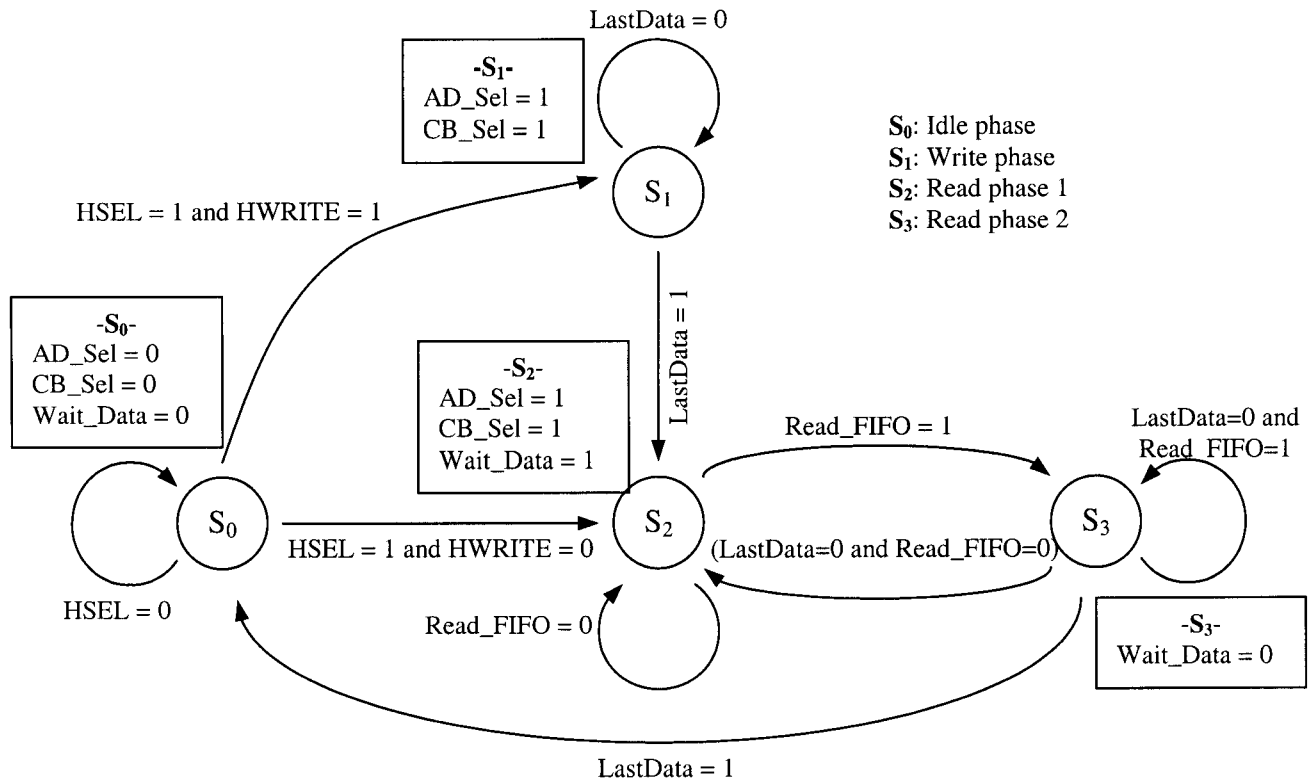 LastData = 0
-S₁-
AD_Sel = 1
CB_Sel = 1
S₀: Idle phase
S₁: Write phase
S₂: Read phase 1
S₃: Read phase 2
S₁
HSEL = 1 and HWRITE = 1
LastData = 1
-S₀-
AD_Sel = 0
CB_Sel = 0
Wait_Data = 0
-S₂-
AD_Sel = 1
CB_Sel = 1
Wait_Data = 1
Read_FIFO = 1
LastData=0 and
Read_FIFO=1
S₀
S₂
S₃
HSEL = 1 and HWRITE = 0
(LastData=0 and Read_FIFO=0)
HSEL = 0
Read_FIFO = 0
-S₃-
Wait_Data = 0
LastData = 1